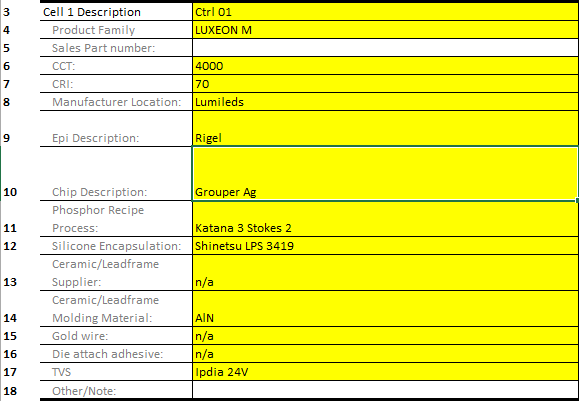 3 Cell 1 Description Ctrl 01
4 Product Family LUXEON M
5 Sales Part number:
6 CCT: 4000
7 CRI: 70
8 Manufacturer Location: Lumileds
9 Epi Description: Rigel
10 Chip Description: Grouper Ag
Phosphor Recipe
11 Process: Katana 3 Stokes 2
12 Silicone Encapsulation: Shinetsu LPS 3419
Ceramic/Leadframe
13 Supplier: n/a
Ceramic/Leadframe
14 Molding Material: AlN
15 Gold wire: n/a
16 Die attach adhesive: n/a
17 TVS Ipdia 24V
18 Other/Note: